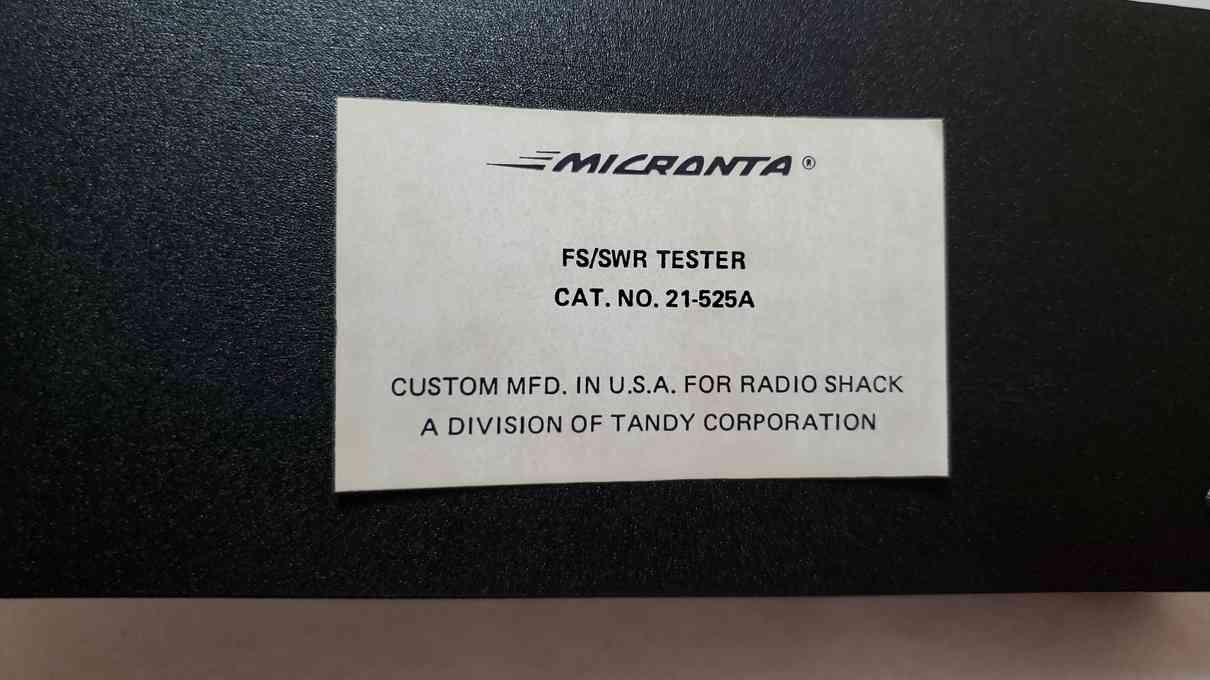 MICRONTA ®
FS/SWR TESTER
CAT. NO. 21-525A
CUSTOM MFD. IN U.S.A. FOR RADIO SHACK
A DIVISION OF TANDY CORPORATION